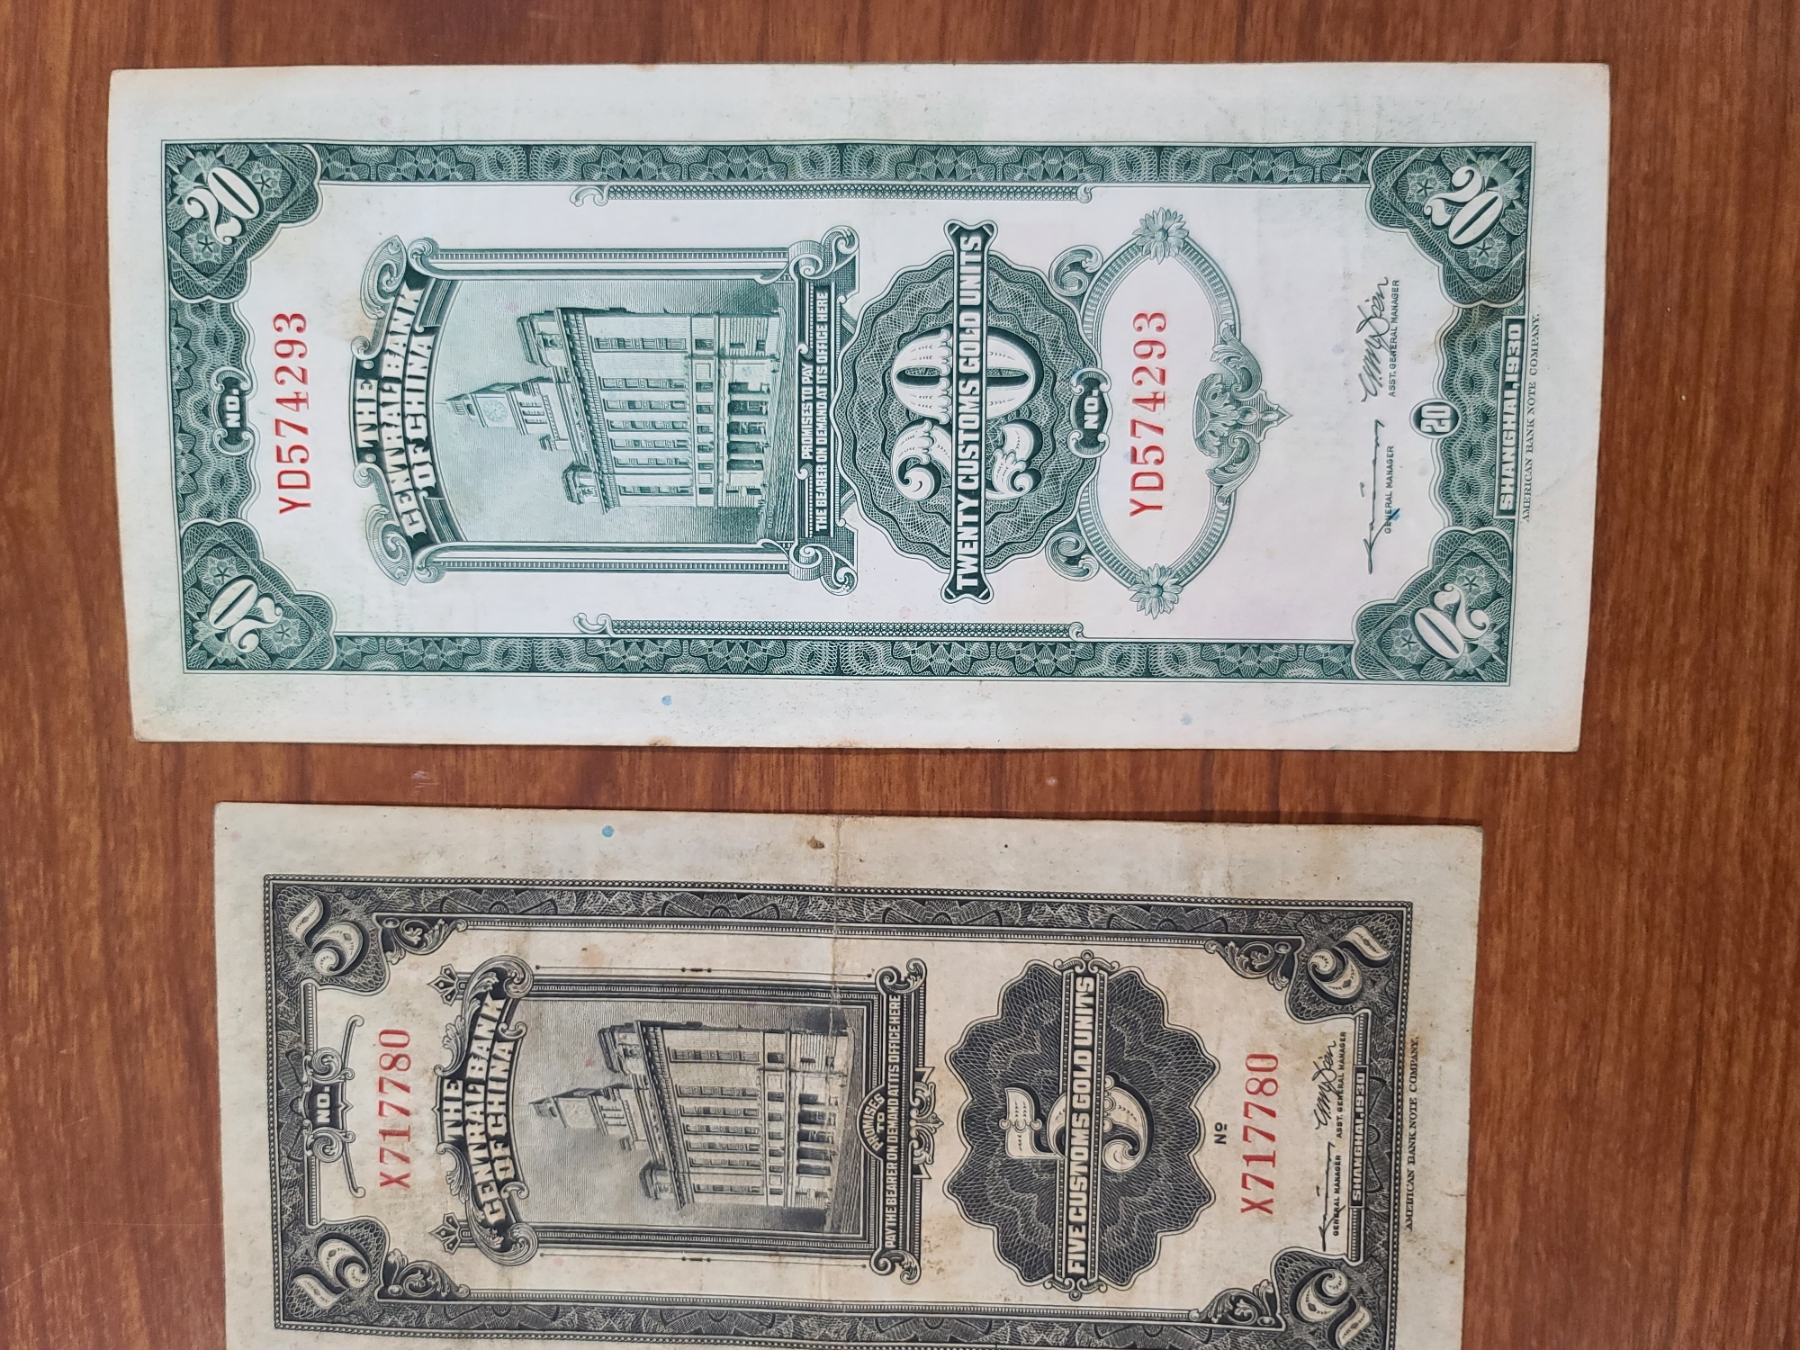 20
20
NO.
YD574293
THE
CENTRAL BANK
OF CHINA
PROMISES TO PAY
THE BEARER ON DEMAND AT ITS OFFICE HERE
20
TWENTY CUSTOMS GOLD UNITS
NO.
YD574293
GENERAL MANAGER
ASST. GENERAL MANAGER
20
20
20
SHANGHAI.1930
AMERICAN BANK NOTE COMPANY.
5
5
NO.
X717780
THE
CENTRAL BANK
OF CHINA
PROMISES
TO
PAY THE BEARER ON DEMAND AT ITS OFFICE HERE
5
FIVE CUSTOMS GOLD UNITS
Nº
X717780
GENERAL MANAGER
ASST. GENERAL MANAGER
5
5
SHANGHAI.1930
AMERICAN BANK NOTE COMPANY.